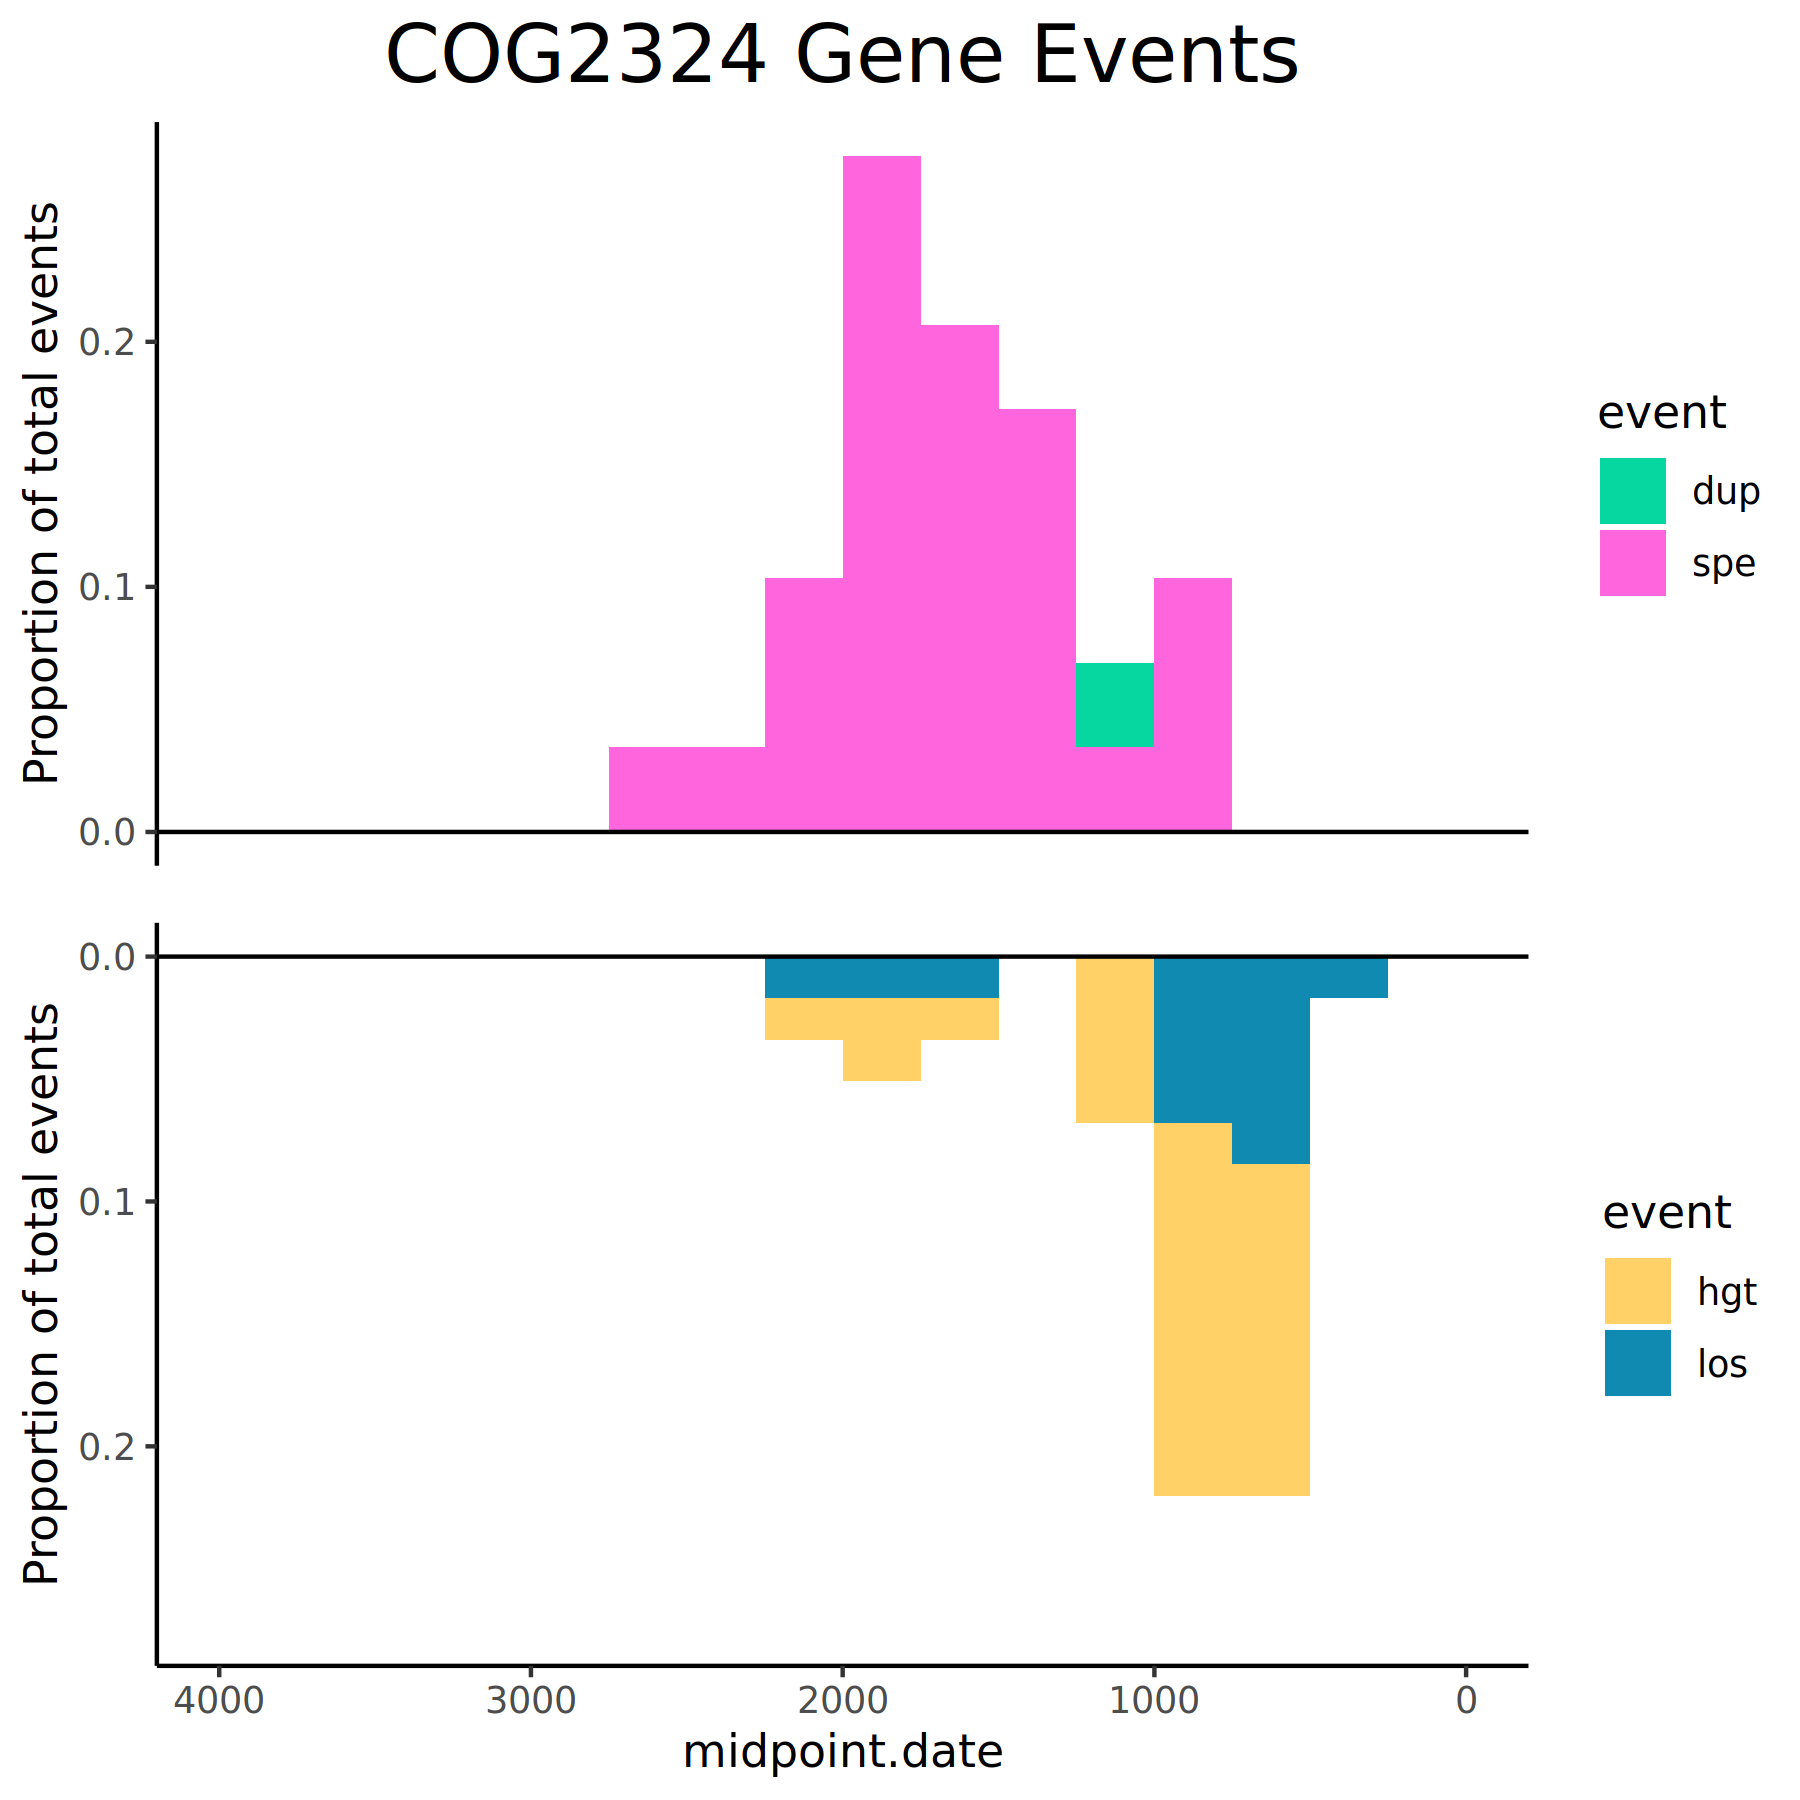 COG2324 Gene Events
Proportion of total events
0.2
0.1
0.0
event
dup
spe
Proportion of total events
0.0
0.1
0.2
event
hgt
los
4000 3000 2000 1000 0
midpoint.date